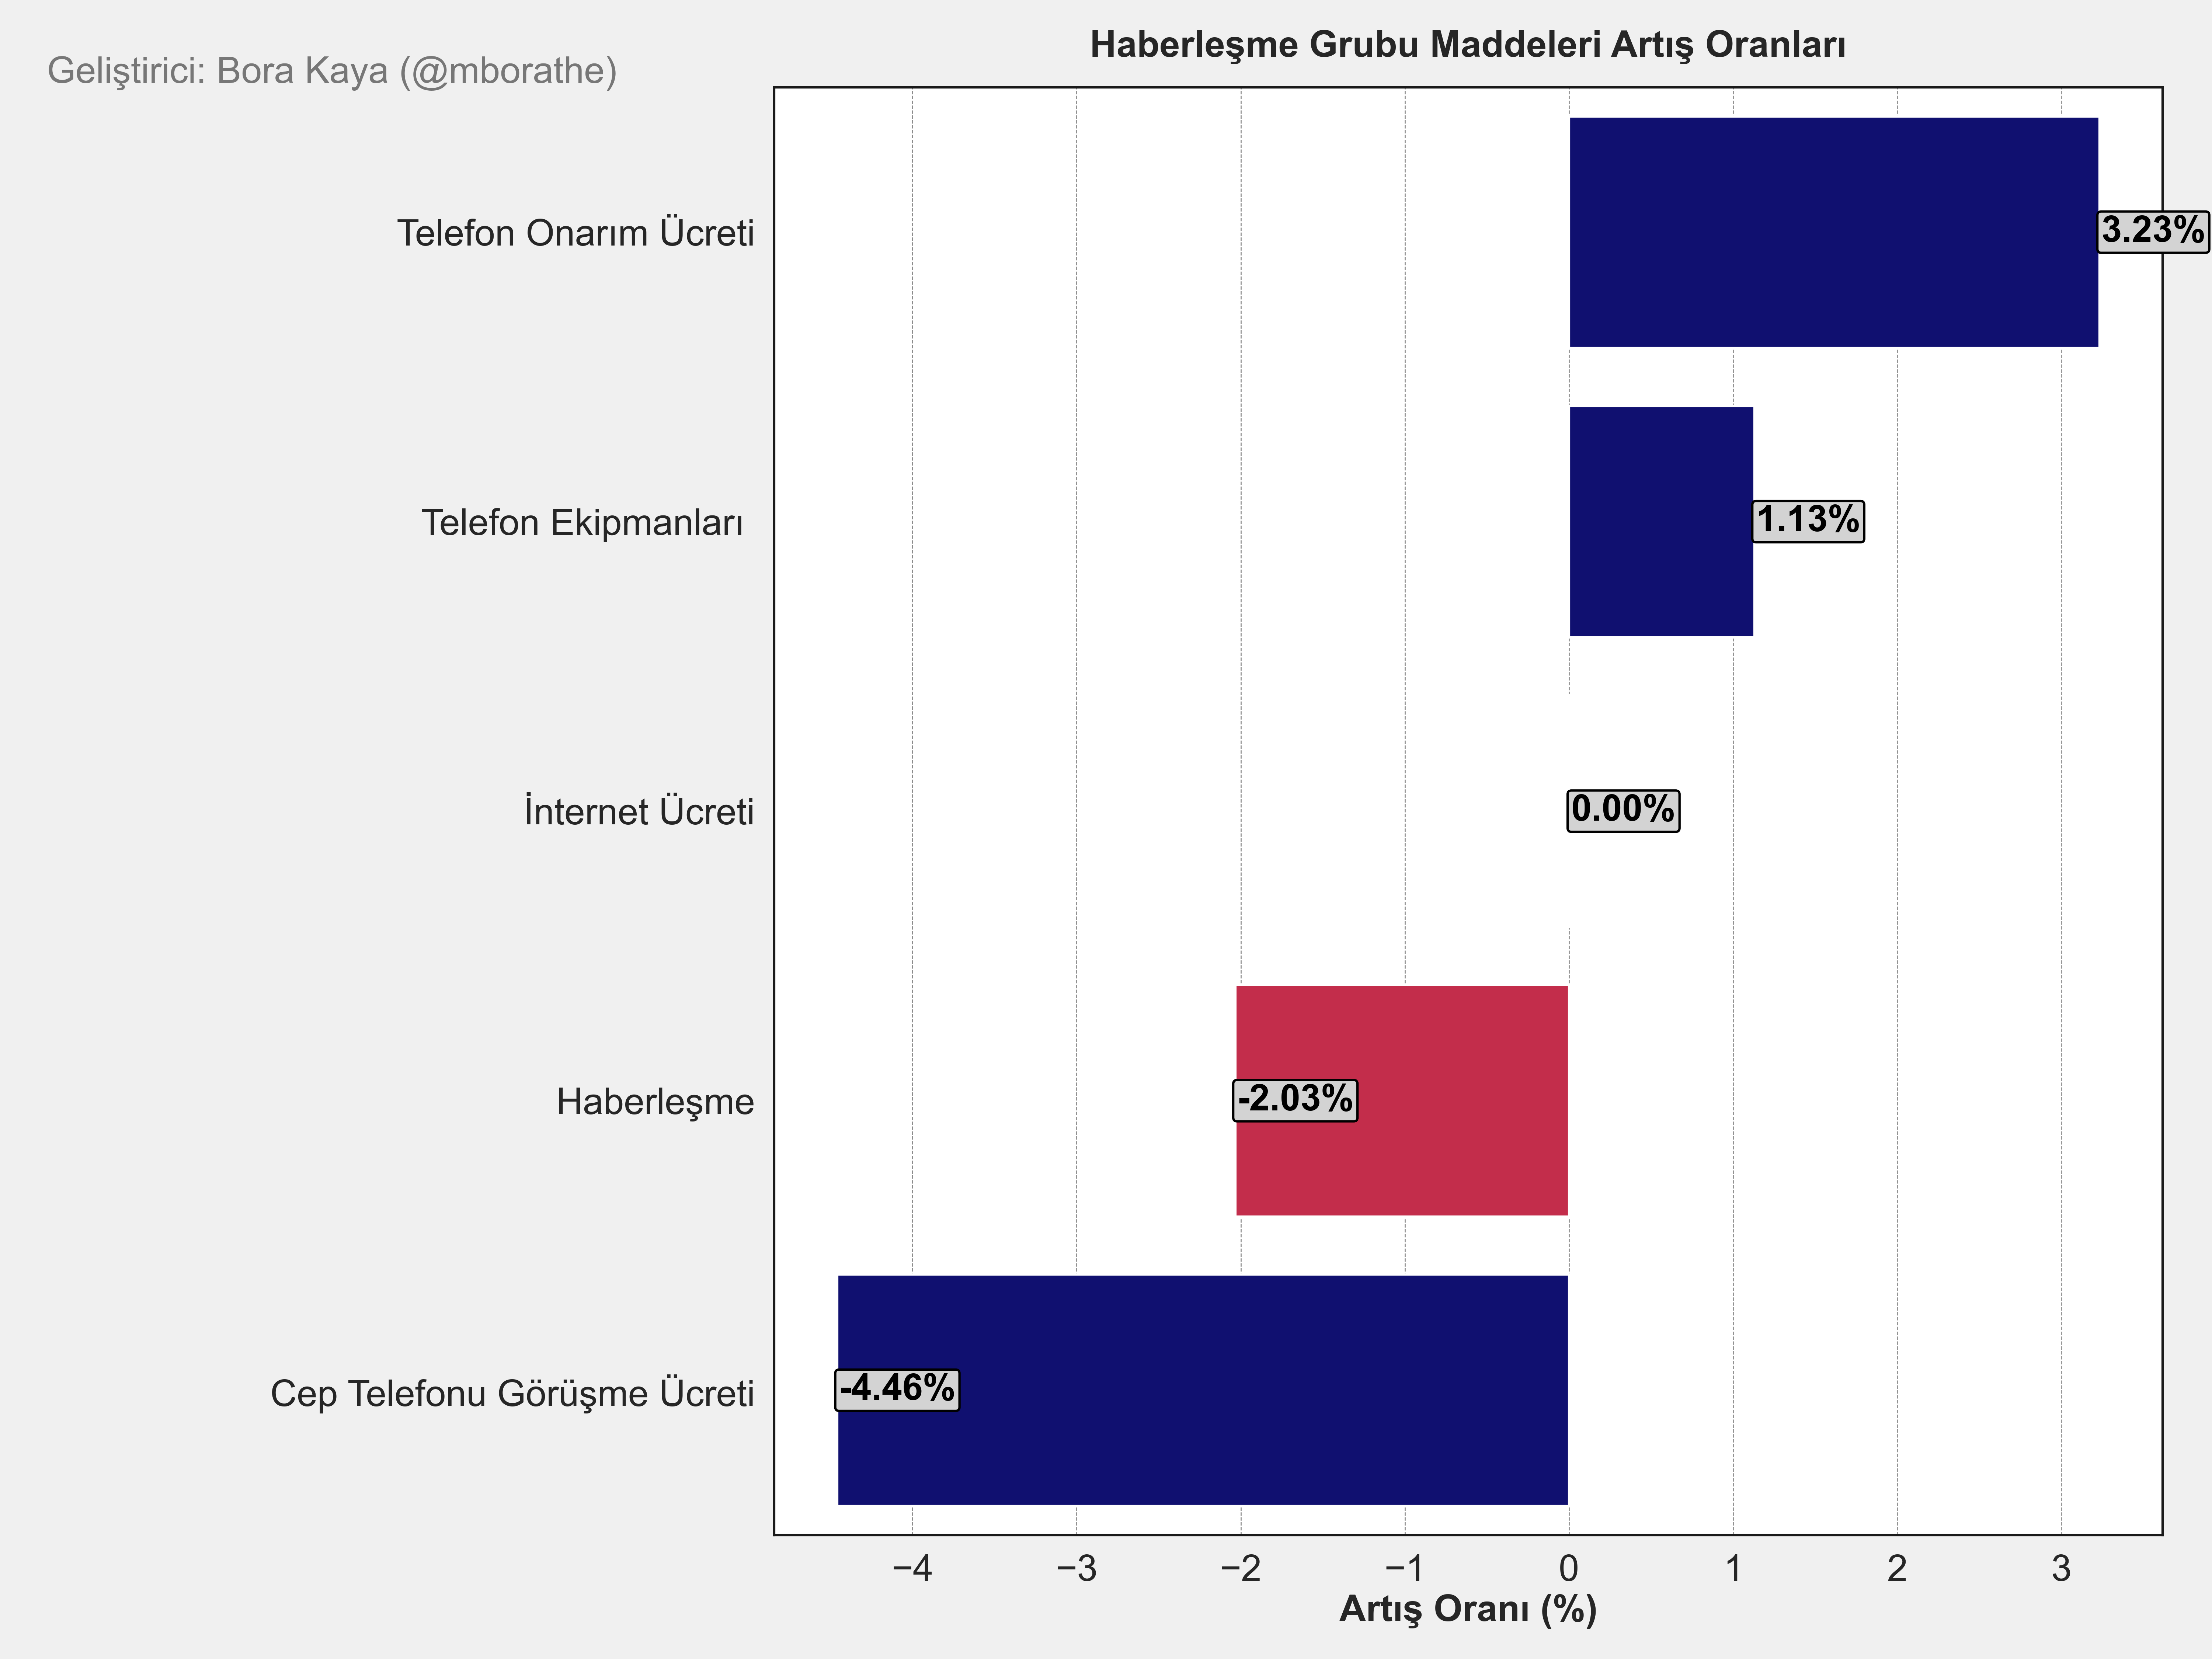 Haberleşme Grubu Maddeleri Artış Oranları
Geliştirici: Bora Kaya (@mborathe)
Telefon Onarım Ücreti
3.23%
Telefon Ekipmanları
1.13%
İnternet Ücreti
0.00%
Haberleşme
-2.03%
Cep Telefonu Görüşme Ücreti
-4.46%
−4 −3 −2 −1 0 1 2 3
Artış Oranı (%)